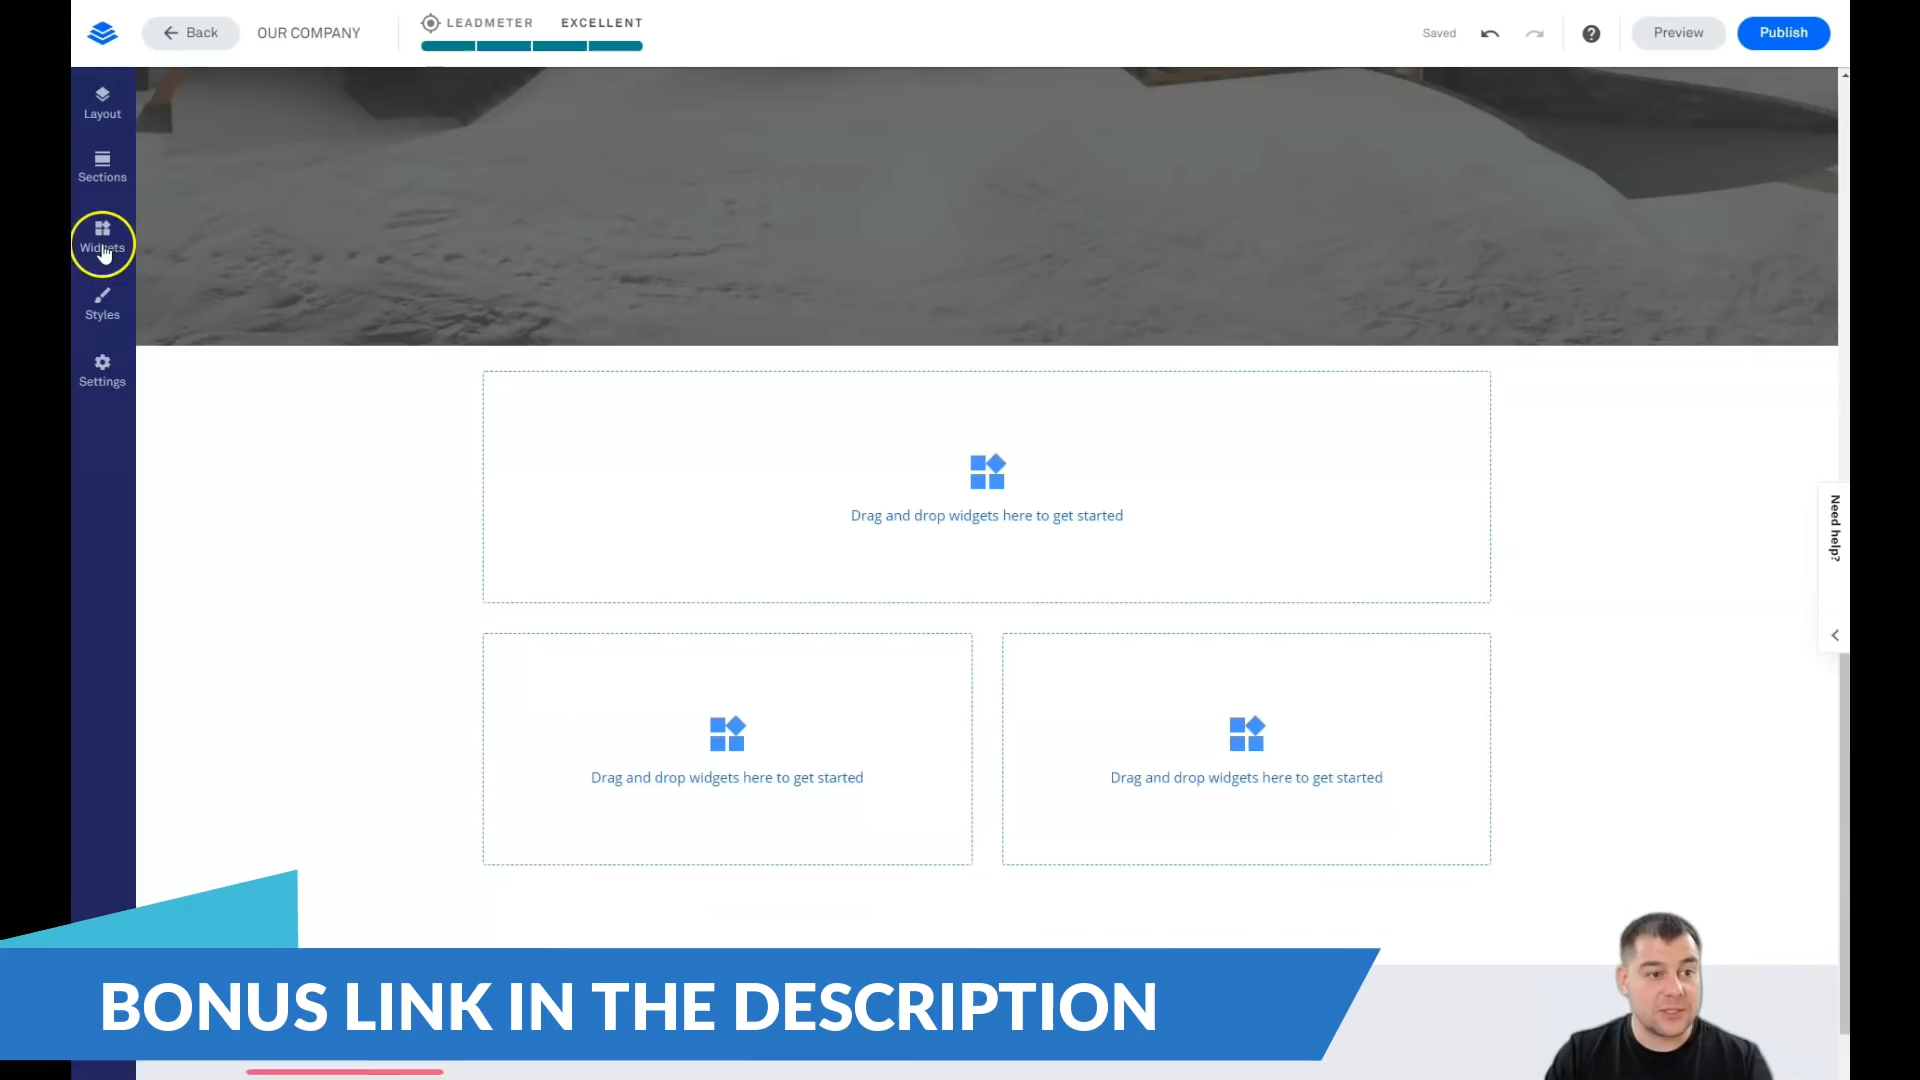 Back
OUR COMPANY
LEADMETER EXCELLENT
Saved
Preview
Publish
Layout
Sections
Widgets
Styles
Settings
Drag and drop widgets here to get started
Need help?
Drag and drop widgets here to get started
Drag and drop widgets here to get started
BONUS LINK IN THE DESCRIPTION